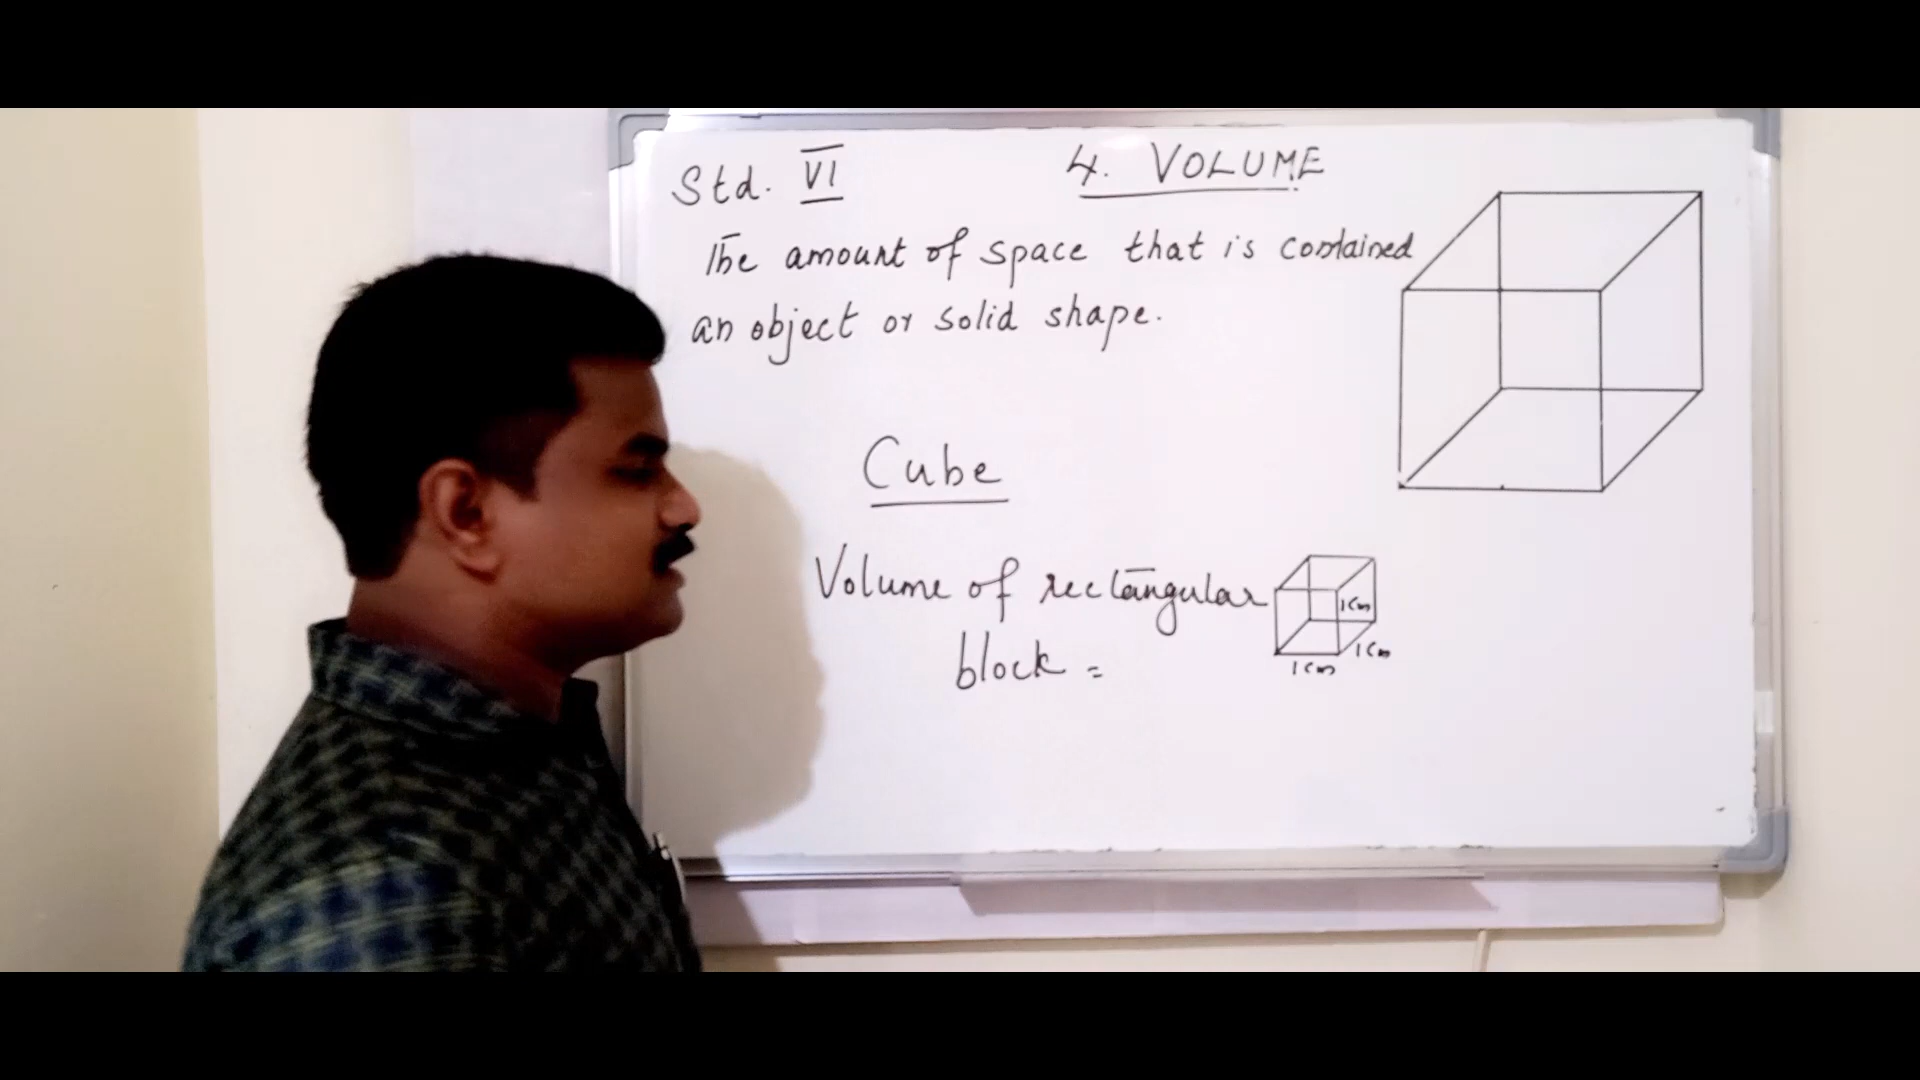 Std. VI
4. VOLUME
The amount of space that is contained
an object or solid shape.
Cube
Volume of rectangular
block =
1cm
1cm
1cm